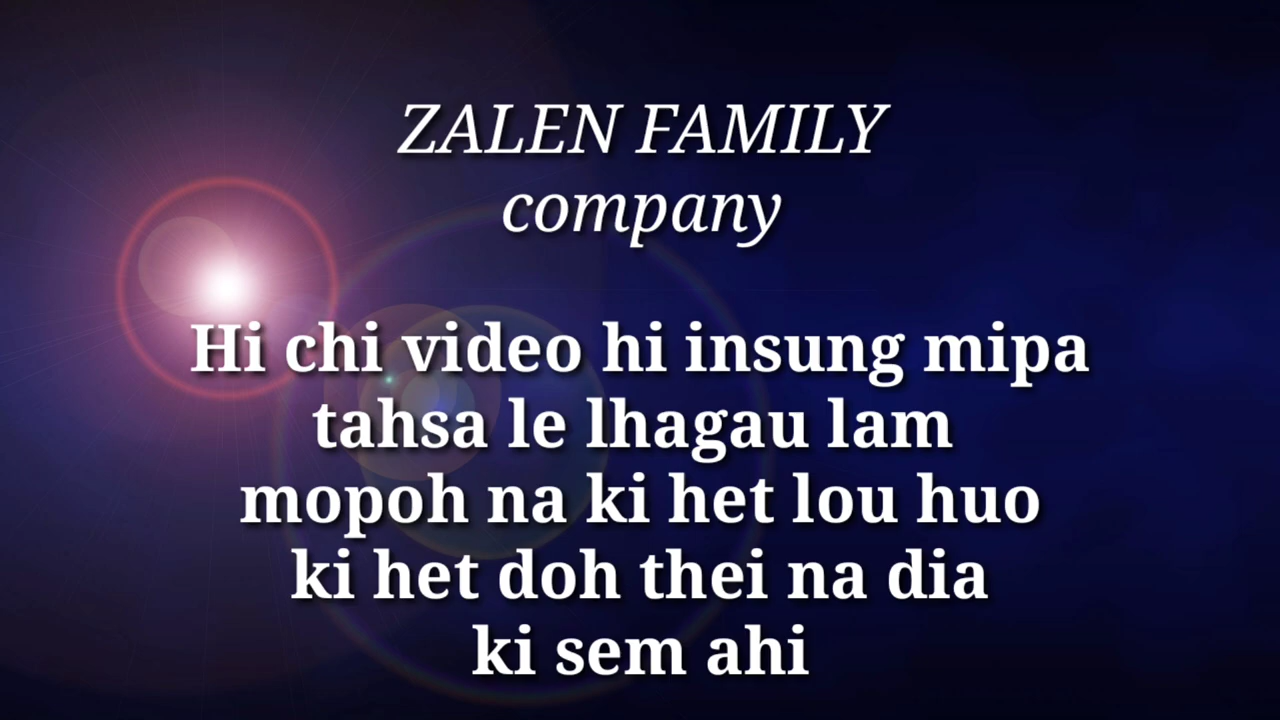 ZALEN FAMILY
company
Hi chi video hi insung mipa
tahsa le lhagau lam
mopoh na ki het lou huo
ki het doh thei na dia
ki sem ahi